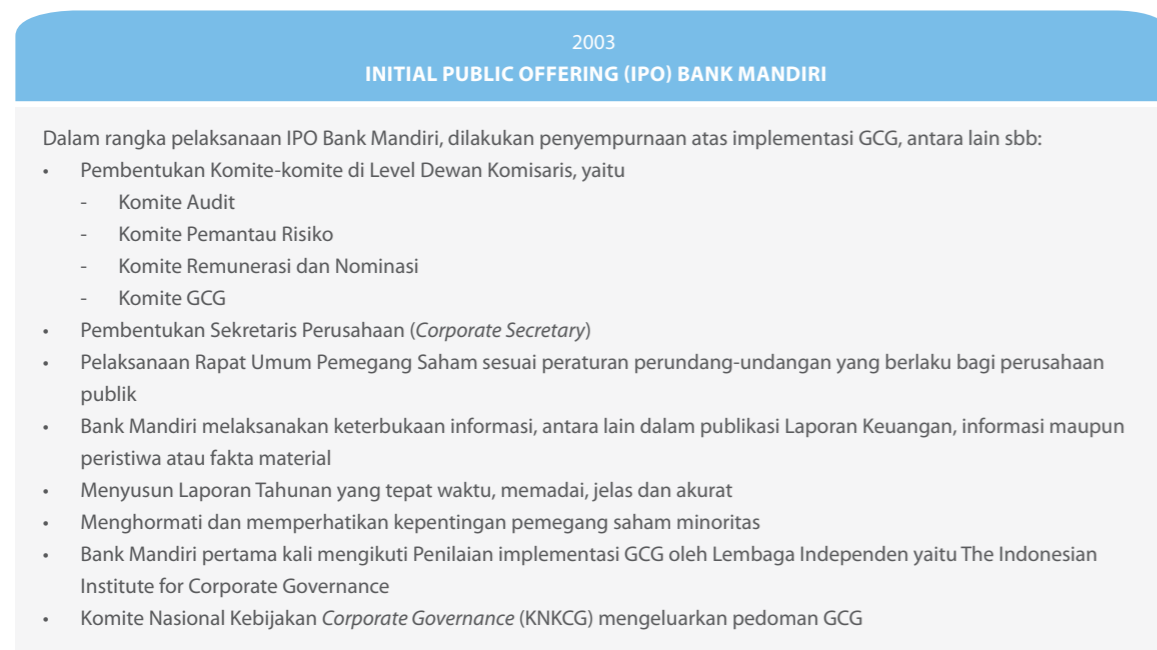 2003
INITIAL PUBLIC OFFERING (IPO) BANK MANDIRI
Dalam rangka pelaksanaan IPO Bank Mandiri, dilakukan penyempurnaan atas implementasi GCG, antara lain sbb:
• Pembentukan Komite-komite di Level Dewan Komisaris, yaitu
- Komite Audit
- Komite Pemantau Risiko
- Komite Remunerasi dan Nominasi
- Komite GCG
• Pembentukan Sekretaris Perusahaan (Corporate Secretary)
• Pelaksanaan Rapat Umum Pemegang Saham sesuai peraturan perundang-undangan yang berlaku bagi perusahaan
publik
• Bank Mandiri melaksanakan keterbukaan informasi, antara lain dalam publikasi Laporan Keuangan, informasi maupun
peristiwa atau fakta material
• Menyusun Laporan Tahunan yang tepat waktu, memadai, jelas dan akurat
• Menghormati dan memperhatikan kepentingan pemegang saham minoritas
• Bank Mandiri pertama kali mengikuti Penilaian implementasi GCG oleh Lembaga Independen yaitu The Indonesian
Institute for Corporate Governance
• Komite Nasional Kebijakan Corporate Governance (KNKCG) mengeluarkan pedoman GCG